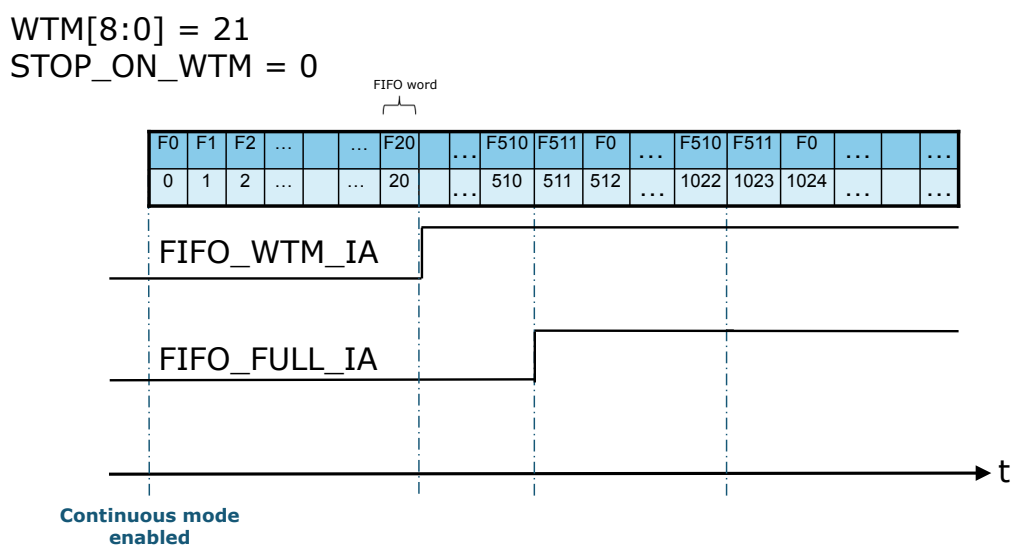 WTM[8:0] = 21
STOP_ON_WTM = 0
FIFO word
F0 F1 F2 ... ... F20 ... F510 F511 F0 ... F510 F511 F0 ... ...
0 1 2 ... ... 20 ... 510 511 512 ... 1022 1023 1024 ... ...
FIFO_WTM_IA
FIFO_FULL_IA
t
Continuous mode
enabled